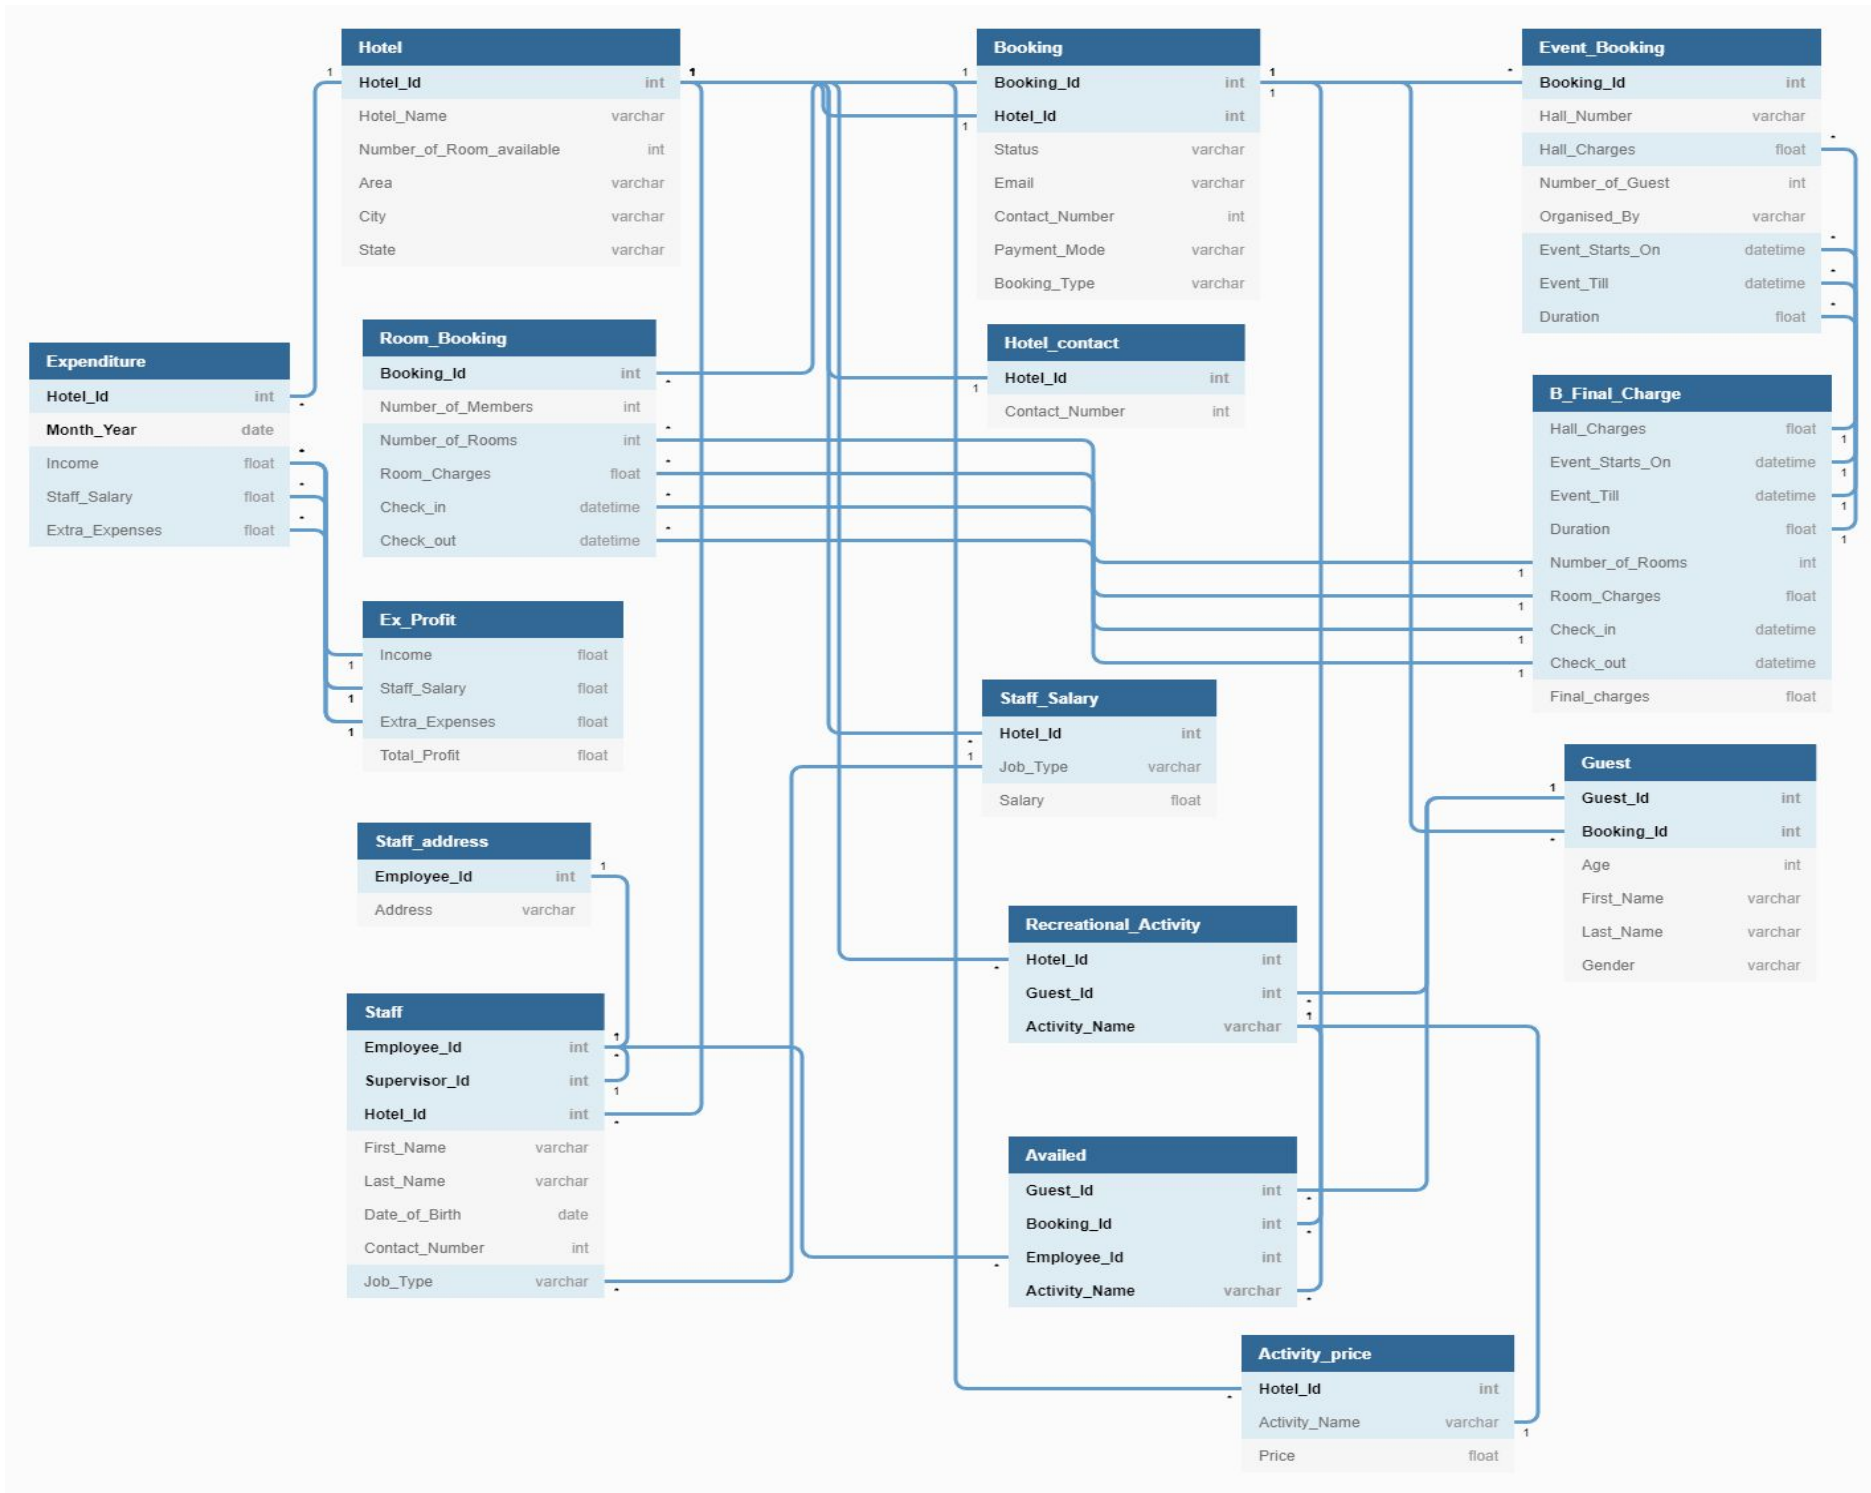 Hotel
Hotel_Id int
Hotel_Name varchar
Number_of_Room_available int
Area varchar
City varchar
State varchar
Booking
Booking_Id int
Hotel_Id int
Status varchar
Email varchar
Contact_Number int
Payment_Mode varchar
Booking_Type varchar
Event_Booking
Booking_Id int
Hall_Number varchar
Hall_Charges float
Number_of_Guest int
Organised_By varchar
Event_Starts_On datetime
Event_Till datetime
Duration float
Expenditure
Hotel_Id int
Month_Year date
Income float
Staff_Salary float
Extra_Expenses float
Room_Booking
Booking_Id int
Number_of_Members int
Number_of_Rooms int
Room_Charges float
Check_in datetime
Check_out datetime
Hotel_contact
Hotel_Id int
Contact_Number int
B_Final_Charge
Hall_Charges float
Event_Starts_On datetime
Event_Till datetime
Duration float
Number_of_Rooms int
Room_Charges float
Check_in datetime
Check_out datetime
Final_charges float
Ex_Profit
Income float
Staff_Salary float
Extra_Expenses float
Total_Profit float
Staff_Salary
Hotel_Id int
Job_Type varchar
Salary float
Guest
Guest_Id int
Booking_Id int
Age int
First_Name varchar
Last_Name varchar
Gender varchar
Staff_address
Employee_Id int
Address varchar
Recreational_Activity
Hotel_Id int
Guest_Id int
Activity_Name varchar
Staff
Employee_Id int
Supervisor_Id int
Hotel_Id int
First_Name varchar
Last_Name varchar
Date_of_Birth date
Contact_Number int
Job_Type varchar
Availed
Guest_Id int
Booking_Id int
Employee_Id int
Activity_Name varchar
Activity_price
Hotel_Id int
Activity_Name varchar
Price float